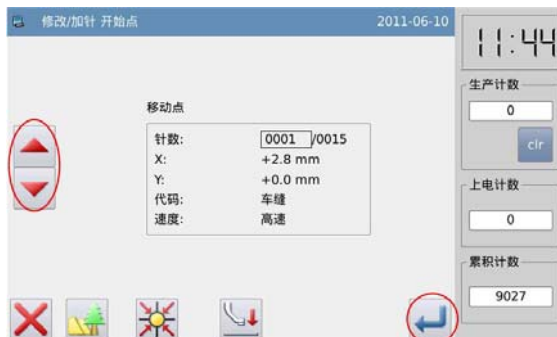 修改/加针 开始点 2011-06-10
11:44
生产计数
0
clr
上电计数
0
累积计数
9027
移动点
针数: 0001 /0015
X: +2.8 mm
Y: +0.0 mm
代码: 车缝
速度: 高速